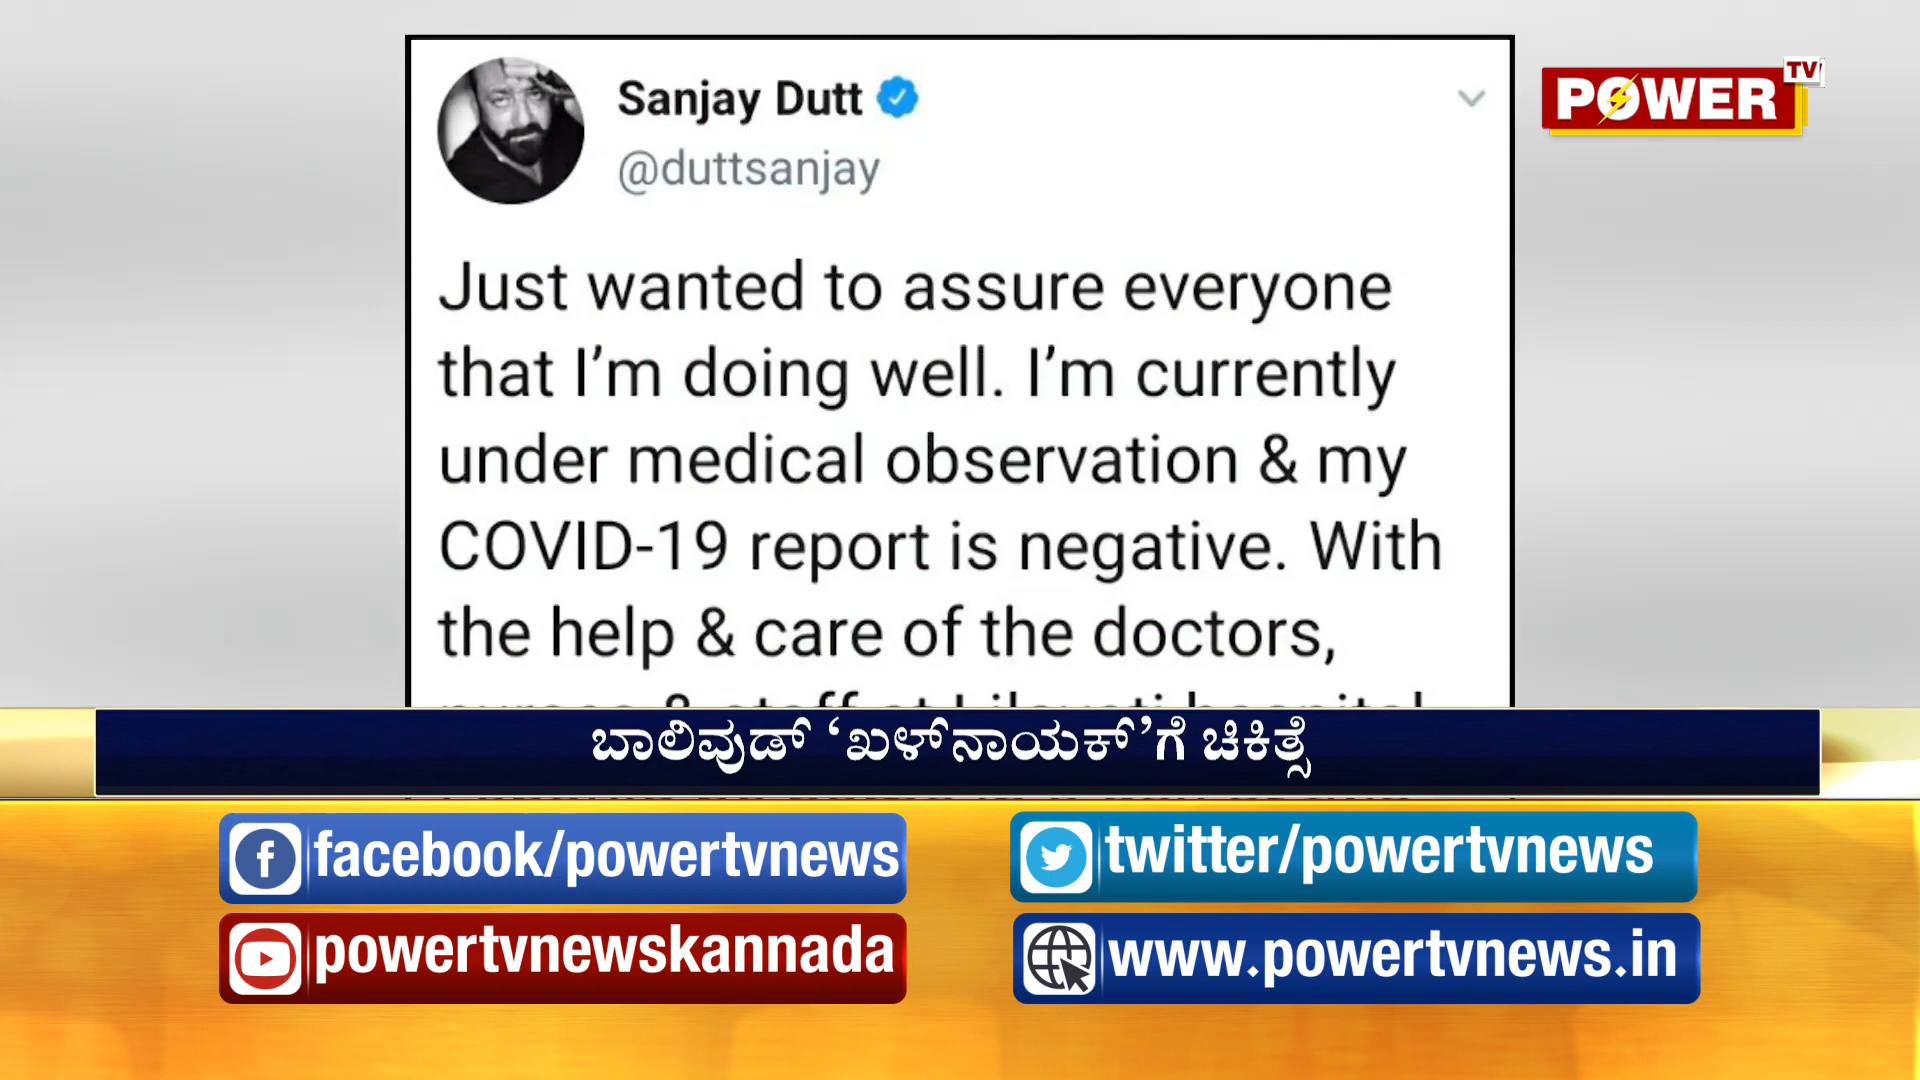 Sanjay Dutt
@duttsanjay
POWER TV
Just wanted to assure everyone
that I’m doing well. I’m currently
under medical observation & my
COVID-19 report is negative. With
the help & care of the doctors,
ಬಾಲಿವುಡ್ ‘ಖಳ್‌ನಾಯಕ್’ಗೆ ಚಿಕಿತ್ಸೆ
facebook/powertvnews
twitter/powertvnews
powertvnewskannada
www.powertvnews.in